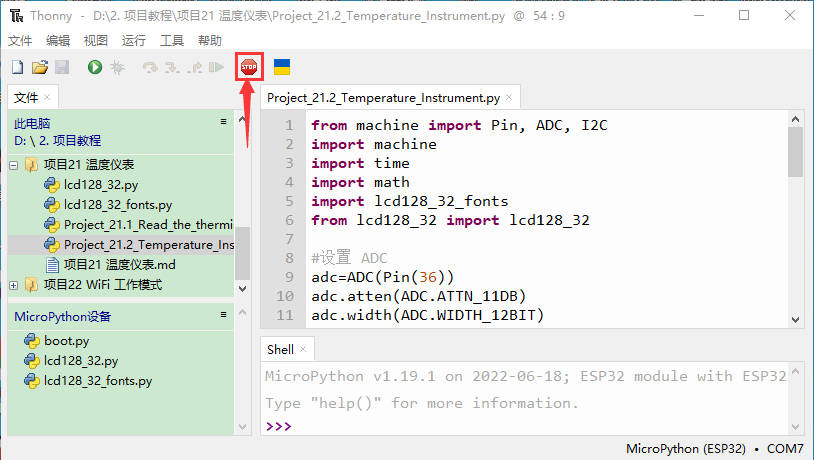 Thonny - D:\2. 项目教程\项目21 温度仪表\Project_21.2_Temperature_Instrument.py @ 54 : 9
文件 编辑 视图 运行 工具 帮助
STOP
文件 ×
此电脑
D: \ 2. 项目教程
项目21 温度仪表
lcd128_32.py
lcd128_32_fonts.py
Project_21.1_Read_the_thermi
Project_21.2_Temperature_Ins
项目21 温度仪表.md
项目22 WiFi 工作模式
MicroPython设备
boot.py
lcd128_32.py
lcd128_32_fonts.py
Project_21.2_Temperature_Instrument.py ×
1 from machine import Pin, ADC, I2C
2 import machine
3 import time
4 import math
5 import lcd128_32_fonts
6 from lcd128_32 import lcd128_32
7
8 #设置 ADC
9 adc=ADC(Pin(36))
10 adc.atten(ADC.ATTN_11DB)
11 adc.width(ADC.WIDTH_12BIT)
Shell ×
MicroPython v1.19.1 on 2022-06-18; ESP32 module with ESP32
Type "help()" for more information.
>>>
MicroPython (ESP32) • COM7